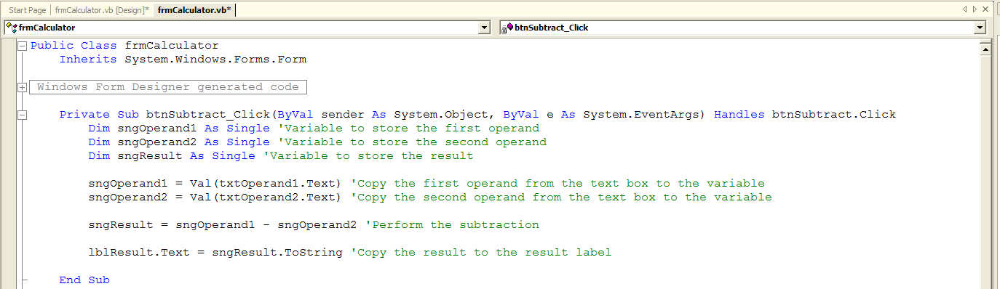 Start Page frmCalculator.vb [Design]* frmCalculator.vb*
frmCalculator btnSubtract_Click
Public Class frmCalculator
Inherits System.Windows.Forms.Form
Windows Form Designer generated code
Private Sub btnSubtract_Click(ByVal sender As System.Object, ByVal e As System.EventArgs) Handles btnSubtract.Click
Dim sngOperand1 As Single 'Variable to store the first operand
Dim sngOperand2 As Single 'Variable to store the second operand
Dim sngResult As Single 'Variable to store the result
sngOperand1 = Val(txtOperand1.Text) 'Copy the first operand from the text box to the variable
sngOperand2 = Val(txtOperand2.Text) 'Copy the second operand from the text box to the variable
sngResult = sngOperand1 - sngOperand2 'Perform the subtraction
lblResult.Text = sngResult.ToString 'Copy the result to the result label
End Sub